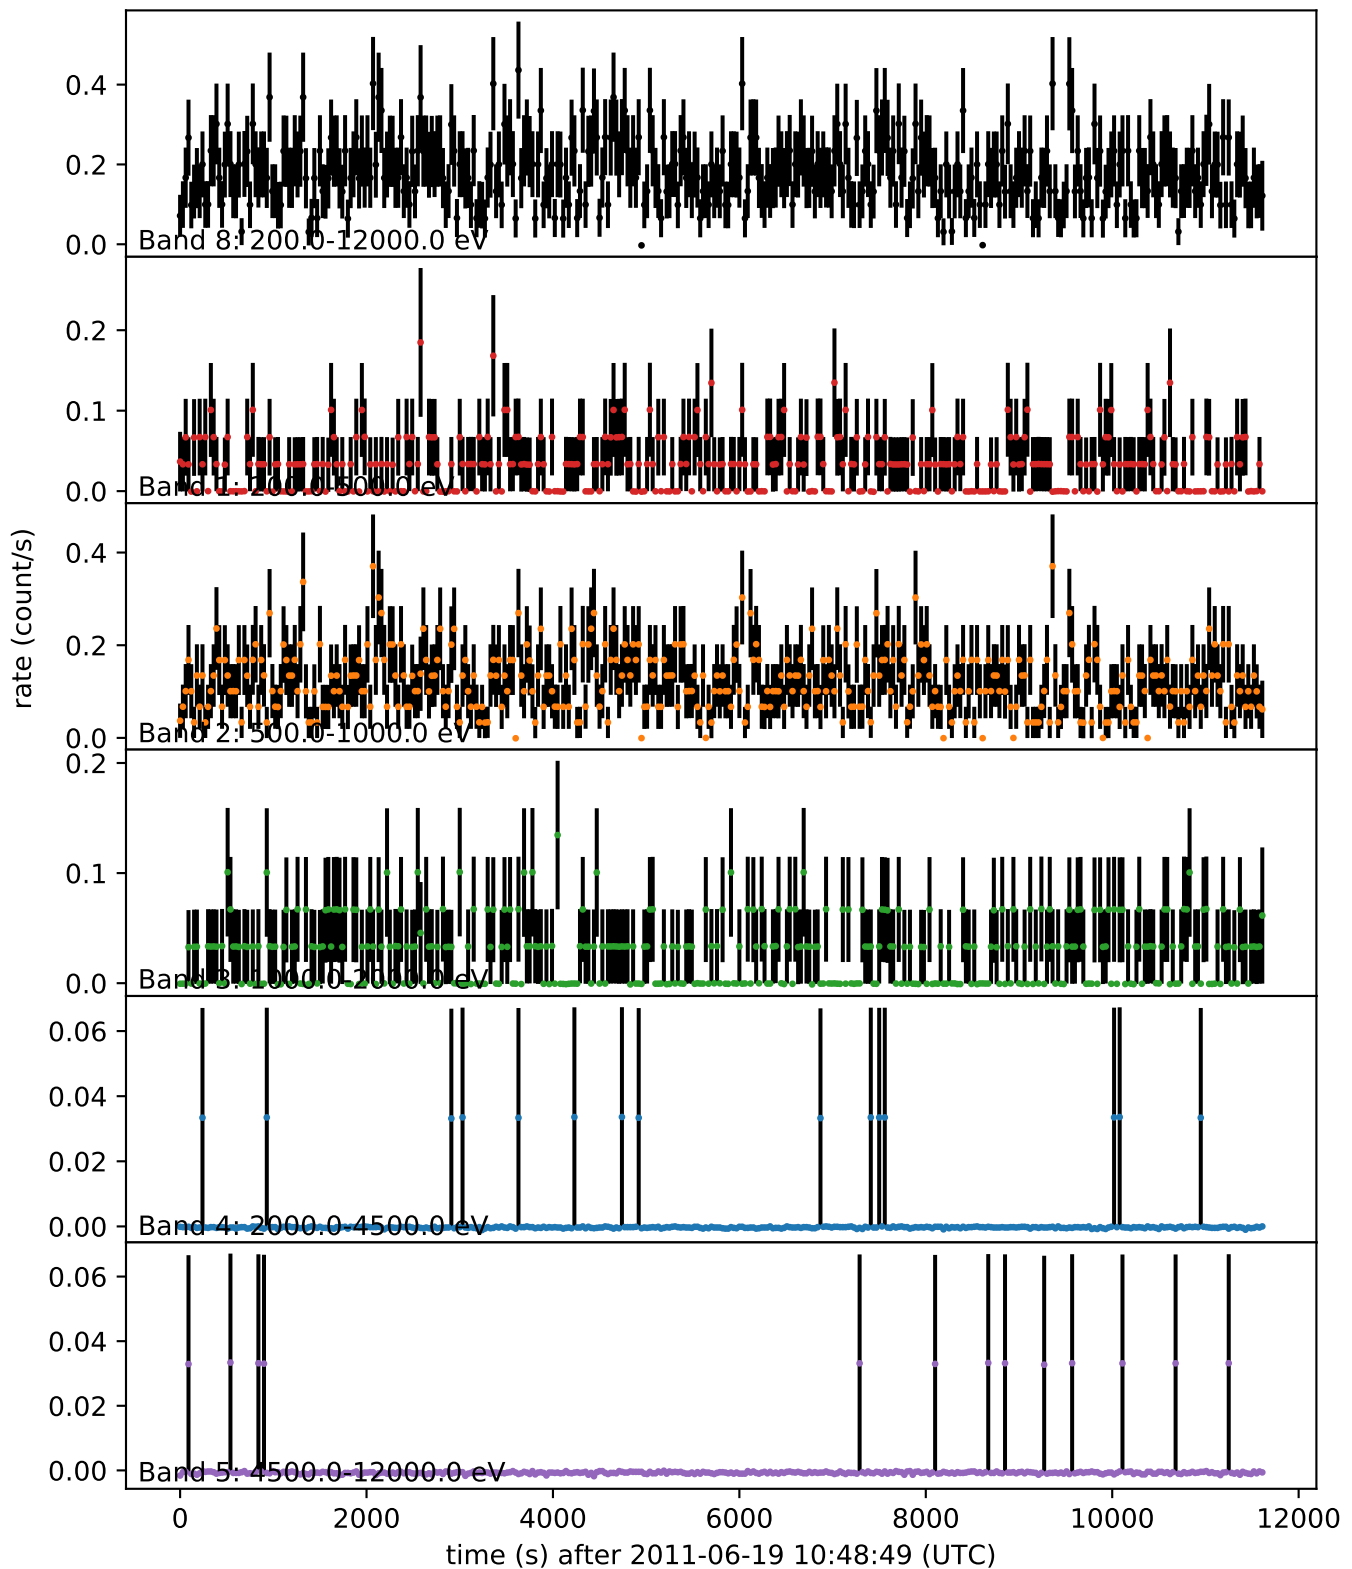 0.4
0.2
0.0
Band 8: 200.0-12000.0 eV
0.2
0.1
0.0
Band 1: 200.0-500.0 eV
rate (count/s)
0.4
0.2
0.0
Band 2: 500.0-1000.0 eV
0.2
0.1
0.0
Band 3: 1000.0-2000.0 eV
0.06
0.04
0.02
0.00
Band 4: 2000.0-4500.0 eV
0.06
0.04
0.02
0.00
Band 5: 4500.0-12000.0 eV
0 2000 4000 6000 8000 10000 12000
time (s) after 2011-06-19 10:48:49 (UTC)